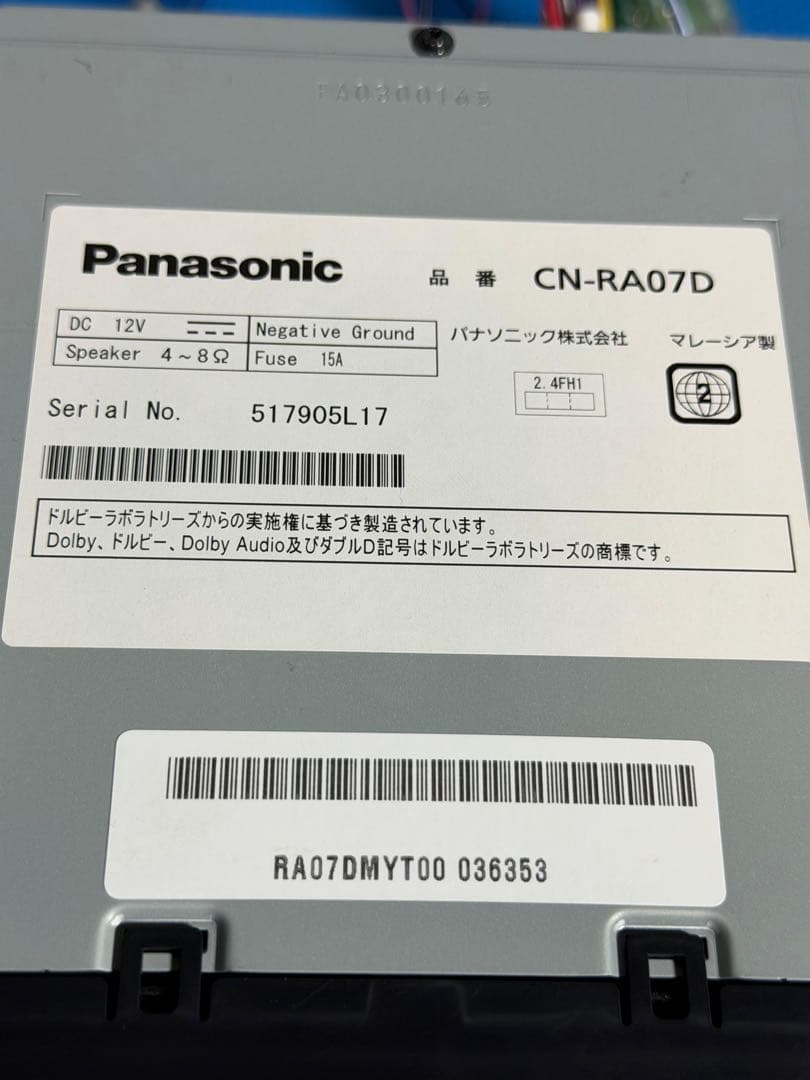 FA0300165
Panasonic 品番 CN-RA07D
DC 12V Negative Ground
Speaker 4~8Ω Fuse 15A
パナソニック株式会社 マレーシア製
2.4FH1
2
Serial No. 517905L17
ドルビーラボラトリーズからの実施権に基づき製造されています。
Dolby、ドルビー、Dolby Audio及びダブルD記号はドルビーラボラトリーズの商標です。
RA07DMYT00 036353